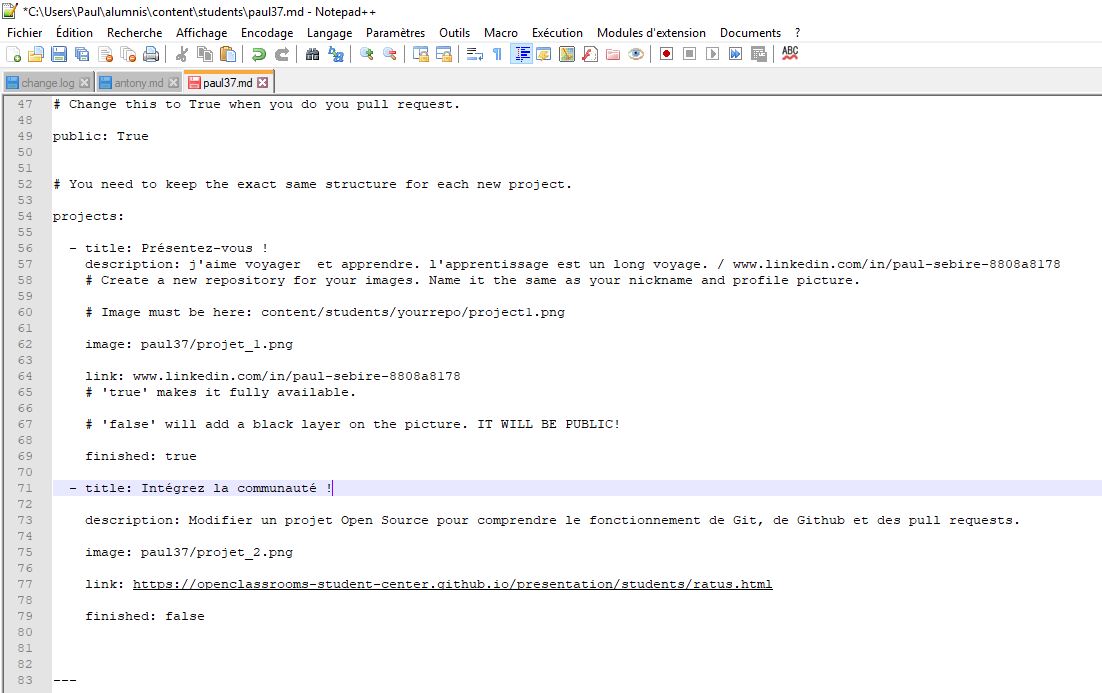 *C:\Users\Paul\alumnis\content\students\paul37.md - Notepad++
Fichier Édition Recherche Affichage Encodage Langage Paramètres Outils Macro Exécution Modules d'extension Documents ?
ABC
change.log antony.md paul37.md
47 # Change this to True when you do you pull request.
48
49 public: True
50
51
52 # You need to keep the exact same structure for each new project.
53
54 projects:
55
56 - title: Présentez-vous !
57 description: j'aime voyager  et apprendre. l'apprentissage est un long voyage. / www.linkedin.com/in/paul-sebire-8808a8178
58 # Create a new repository for your images. Name it the same as your nickname and profile picture.
59
60 # Image must be here: content/students/yourrepo/project1.png
61
62 image: paul37/projet_1.png
63
64 link: www.linkedin.com/in/paul-sebire-8808a8178
65 # 'true' makes it fully available.
66
67 # 'false' will add a black layer on the picture. IT WILL BE PUBLIC!
68
69 finished: true
70
71 - title: Intégrez la communauté !
72
73 description: Modifier un projet Open Source pour comprendre le fonctionnement de Git, de Github et des pull requests.
74
75 image: paul37/projet_2.png
76
77 link: https://openclassrooms-student-center.github.io/presentation/students/ratus.html
78
79 finished: false
80
81
82
83 ---